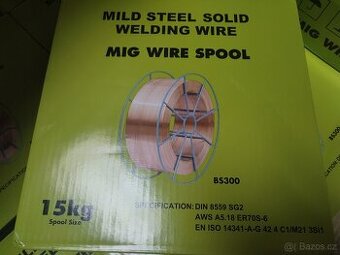 MILD STEEL SOLID
WELDING WIRE
MIG WIRE SPOOL
BS300
15kg
Spool Size
SPECIFICATION: DIN 8559 SG2
AWS A5.18 ER70S-6
EN ISO 14341-A-G 42 4 C1/M21 3Si1
Bazos.cz